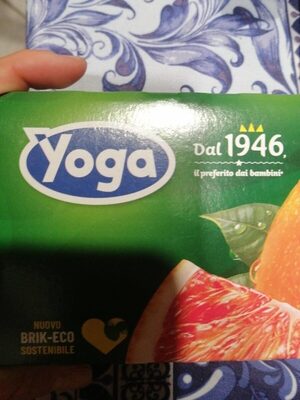 Yoga
Dal 1946,
il preferito dai bambini*
NUOVO
BRIK-ECO
SOSTENIBILE